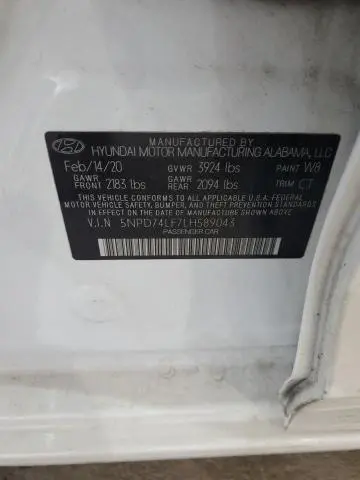 MANUFACTURED BY
HYUNDAI MOTOR MANUFACTURING ALABAMA, LLC
Feb/14/20 GVWR 3924 lbs PAINT W8
GAWR FRONT 2183 lbs GAWR REAR 2094 lbs TRIM CT
THIS VEHICLE CONFORMS TO ALL APPLICABLE U.S.A. FEDERAL
MOTOR VEHICLE SAFETY, BUMPER, AND THEFT PREVENTION
STANDARDS IN EFFECT ON THE DATE OF MANUFACTURE SHOWN ABOVE.
V.I.N 5NPD74LF7LH589043
PASSENGER CAR